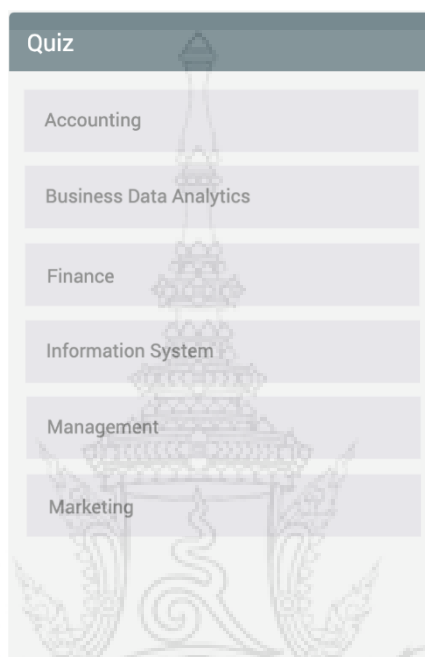 Quiz
Accounting
Business Data Analytics
Finance
Information System
Management
Marketing